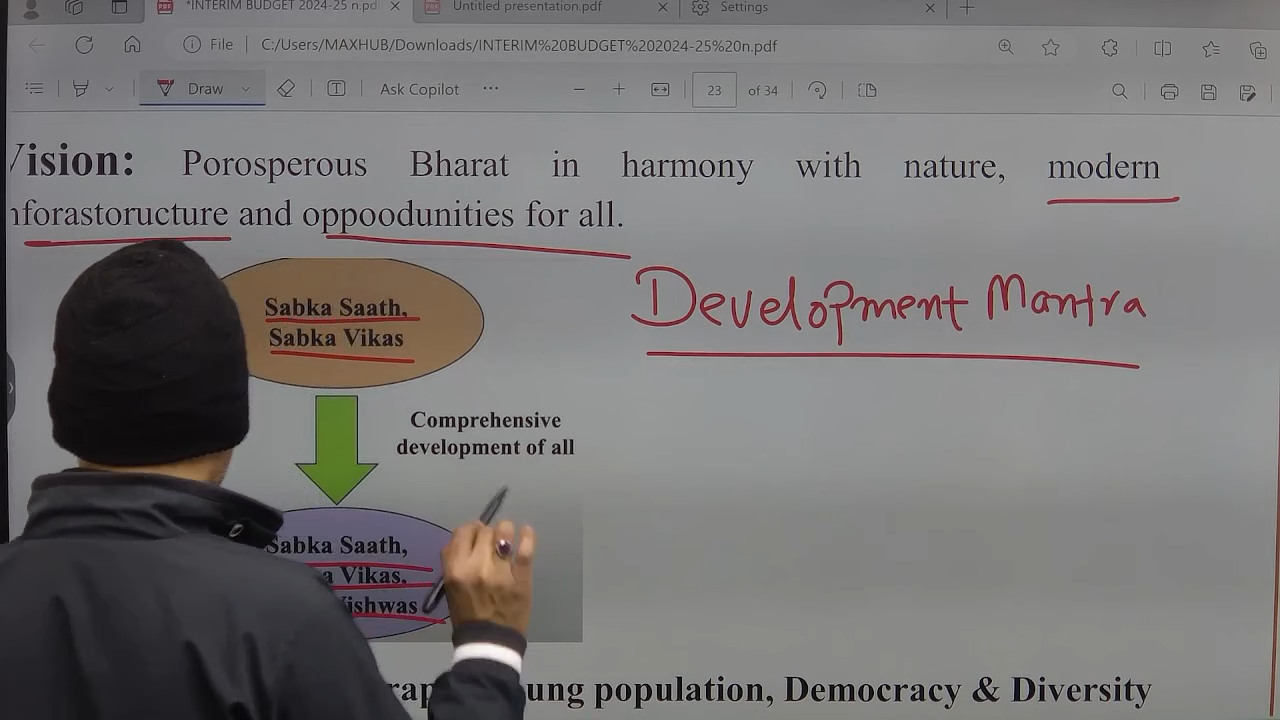 *INTERIM BUDGET 2024-25 n.pd
Untitled presentation.pdf
Settings
File
C:/Users/MAXHUB/Downloads/INTERIM%20BUDGET%202024-25%20n.pdf
Draw
Ask Copilot
23
of 34
Vision: Porosperous Bharat in harmony with nature, modern
nforastoructure and oppoodunities for all.
Sabka Saath,
Sabka Vikas
Development Mantra
Comprehensive
development of all
Sabka Saath,
a Vikas,
Vishwas
rap ung population, Democracy & Diversity